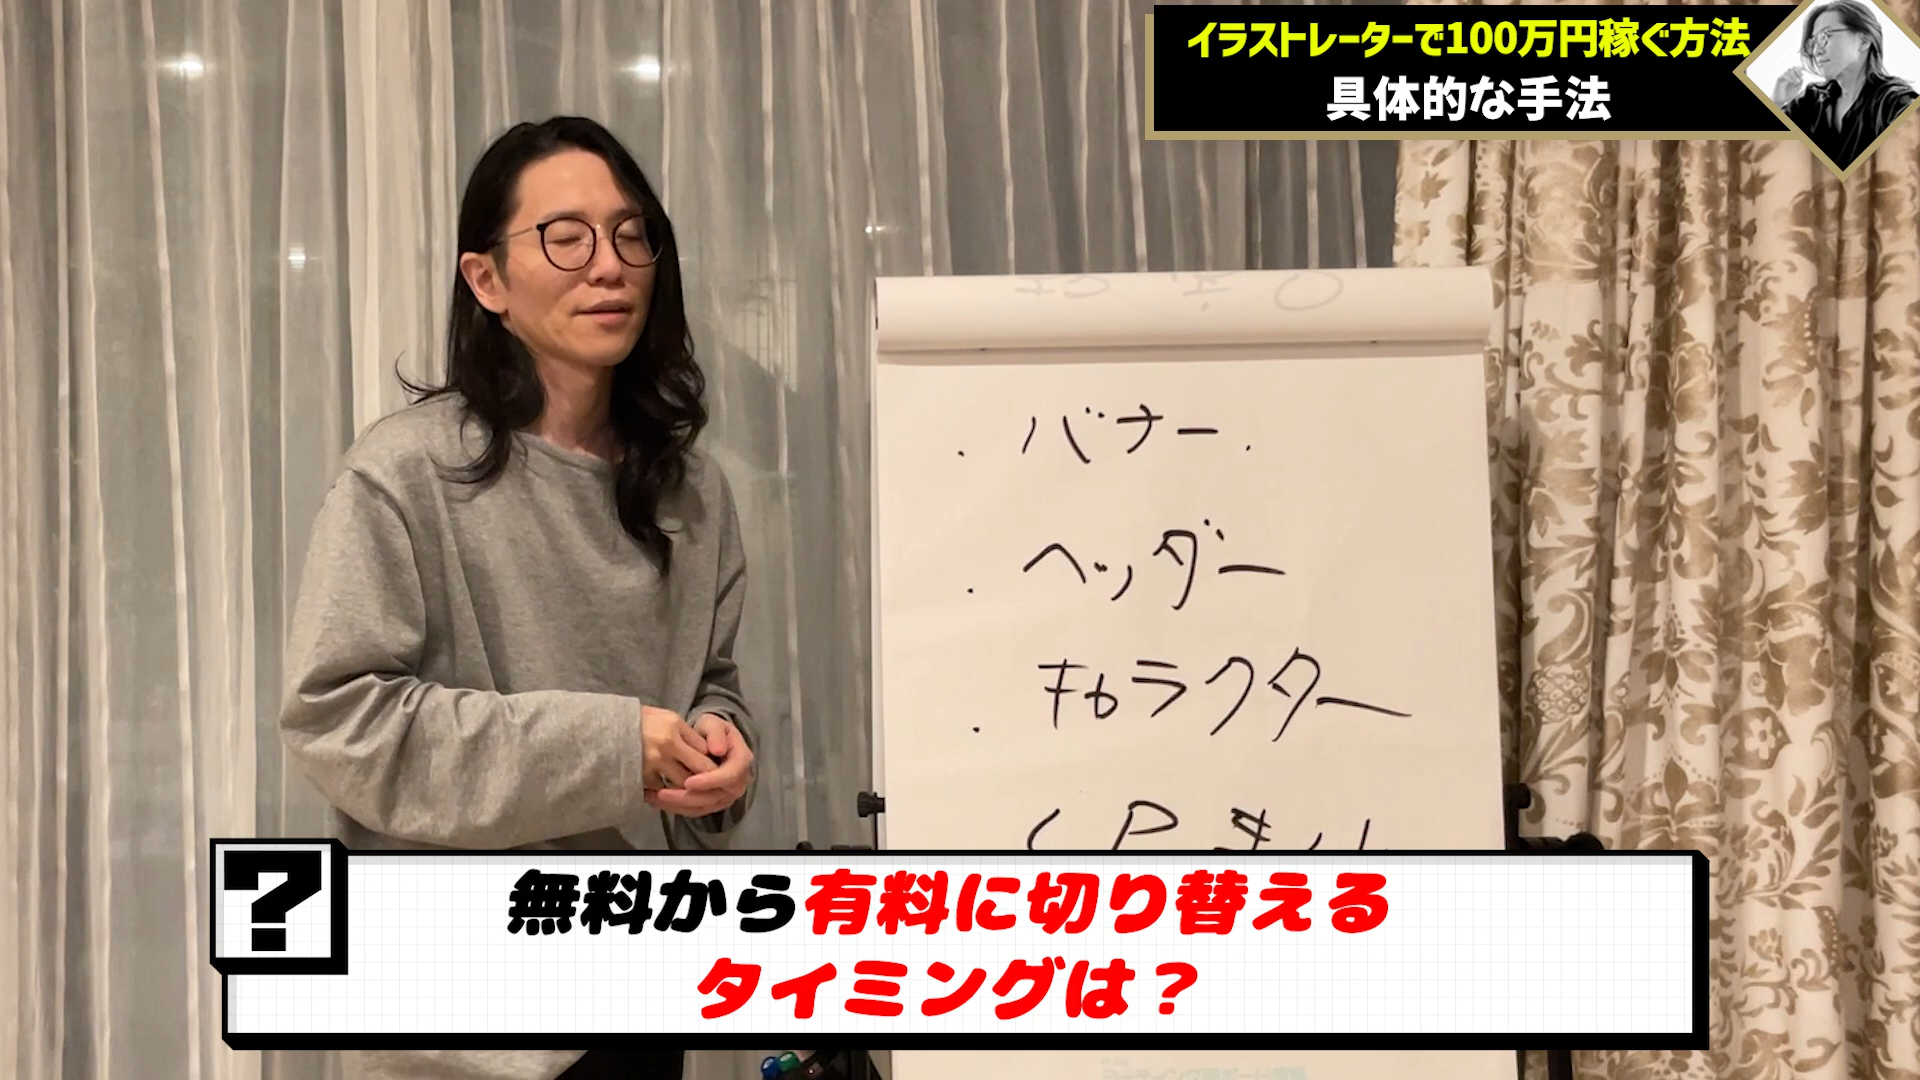 イラストレーターで100万円稼ぐ方法
具体的な手法
・バナー.
・ヘッダー
・キャラクター
LP
?
無料から有料に切り替える
タイミングは？